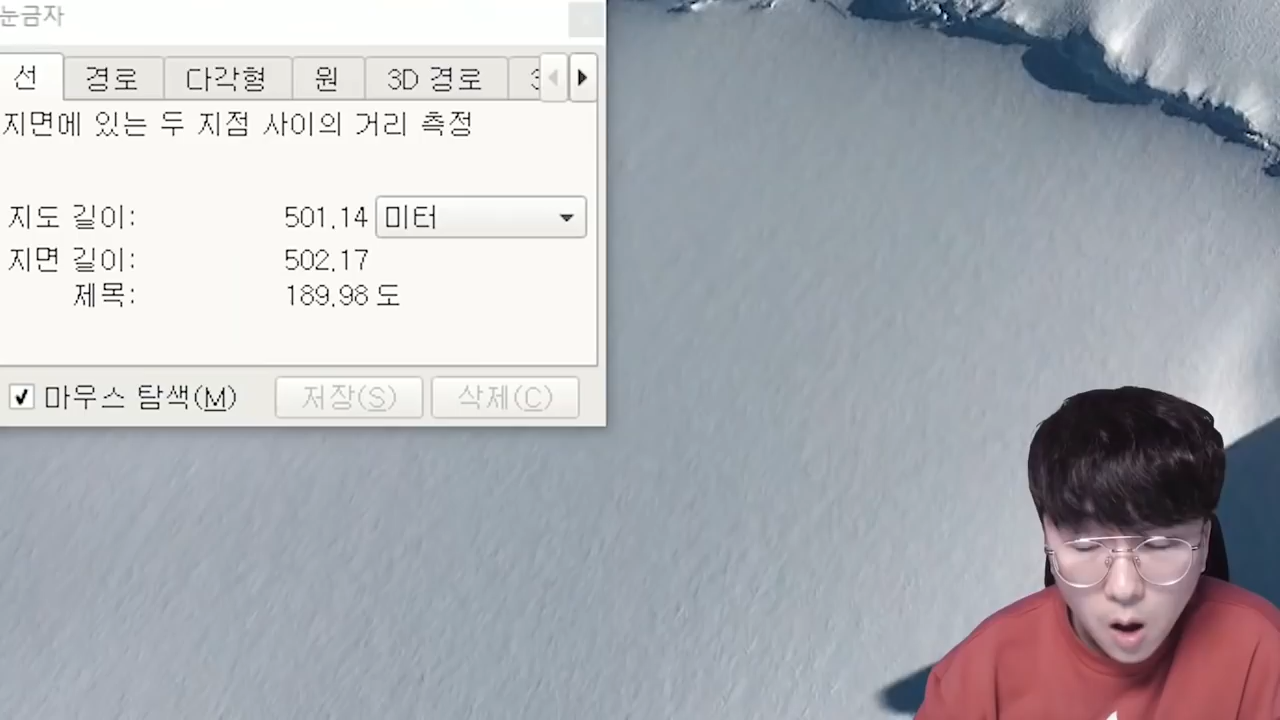 눈금자
선 경로 다각형 원 3D 경로
지면에 있는 두 지점 사이의 거리 측정
지도 길이: 501.14 미터
지면 길이: 502.17
제목: 189.98 도
마우스 탐색(M) 저장(S) 삭제(C)